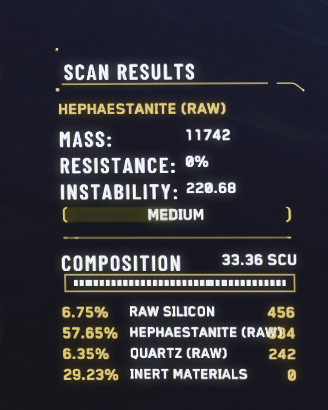 SCAN RESULTS
HEPHAESTANITE (RAW)
MASS: 11742
RESISTANCE: 0%
INSTABILITY: 220.68
MEDIUM
COMPOSITION 33.36 SCU
6.75% RAW SILICON 456
57.65% HEPHAESTANITE (RAW)
6.35% QUARTZ (RAW) 242
29.23% INERT MATERIALS 0